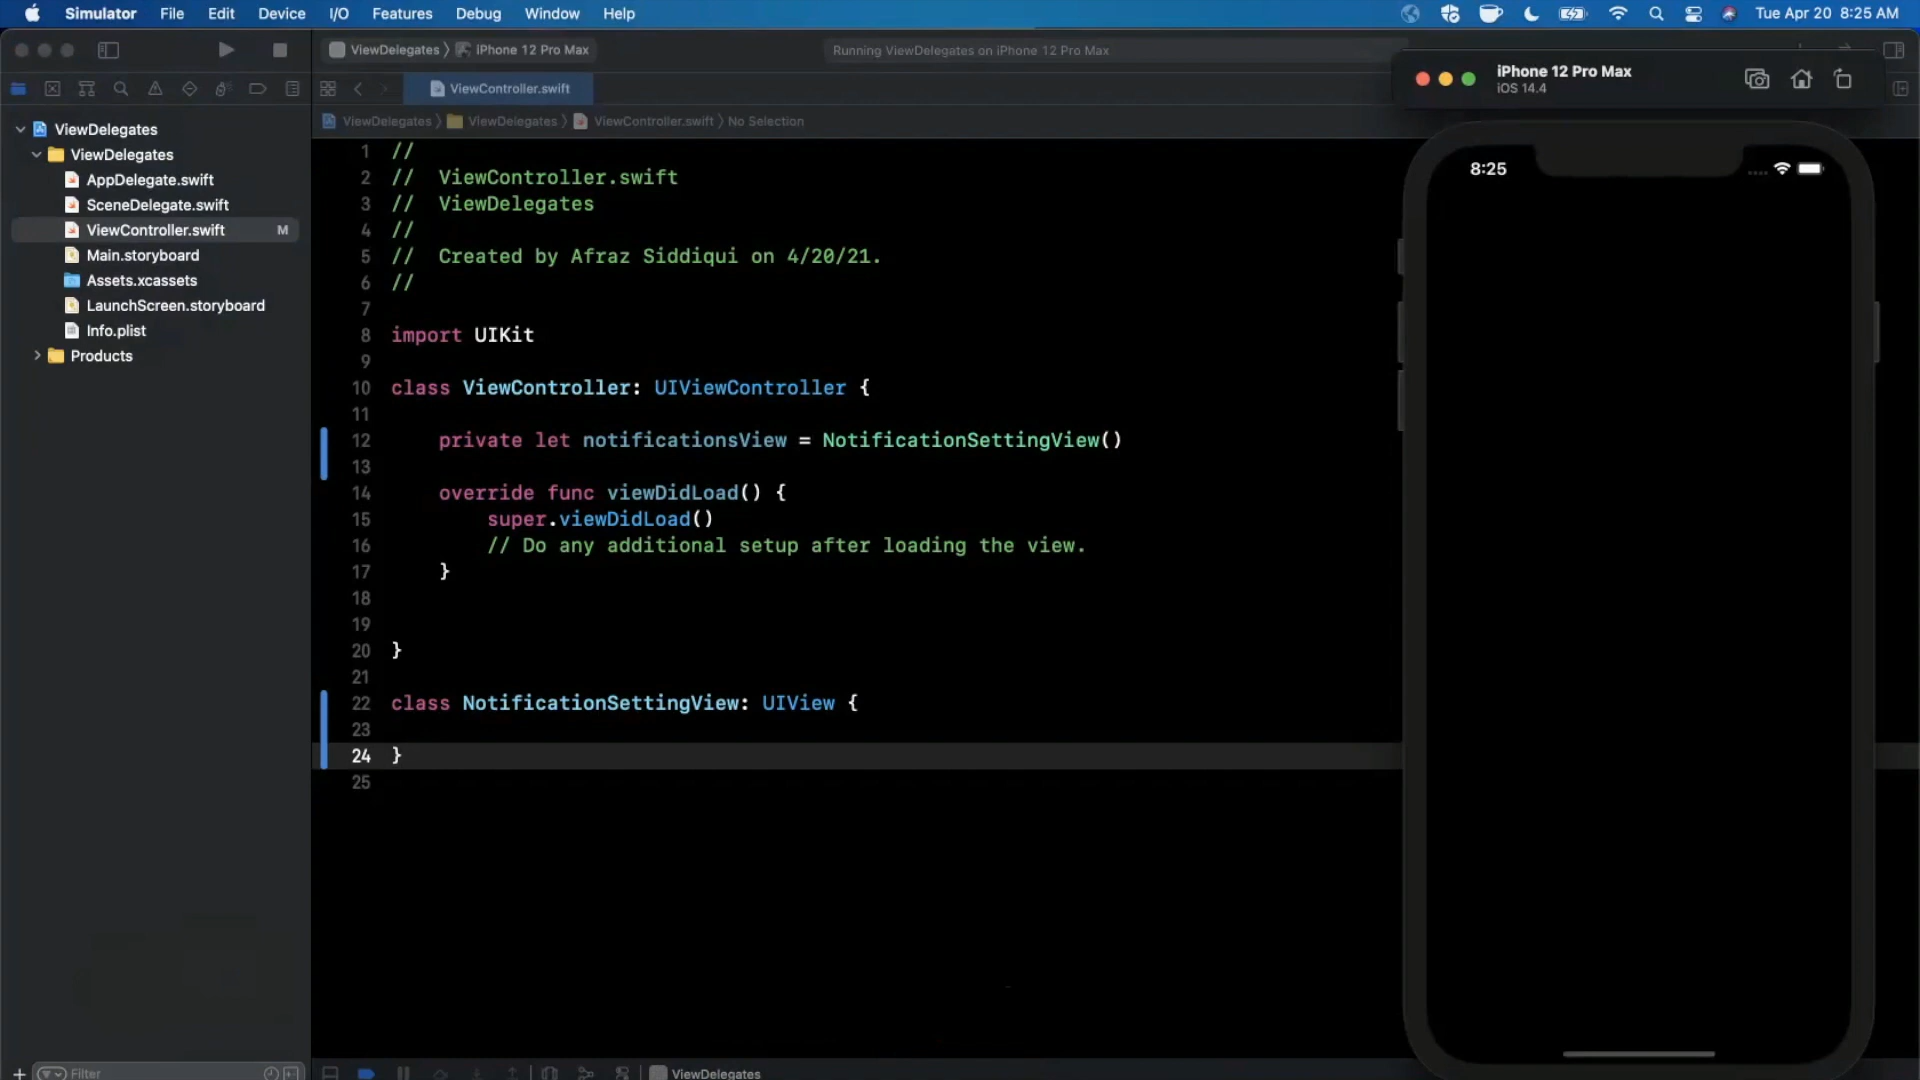 Simulator File Edit Device I/O Features Debug Window Help Tue Apr 20 8:25 AM
ViewDelegates 〉 iPhone 12 Pro Max Running ViewDelegates on iPhone 12 Pro Max
ViewController.swift
ViewDelegates 〉 ViewDelegates 〉 ViewController.swift 〉 No Selection
ViewDelegates
ViewDelegates
AppDelegate.swift
SceneDelegate.swift
ViewController.swift M
Main.storyboard
Assets.xcassets
LaunchScreen.storyboard
Info.plist
Products
Filter
1 //
2 //  ViewController.swift
3 //  ViewDelegates
4 //
5 //  Created by Afraz Siddiqui on 4/20/21.
6 //
7
8 import UIKit
9
10 class ViewController: UIViewController {
11
12     private let notificationsView = NotificationSettingView()
13
14     override func viewDidLoad() {
15         super.viewDidLoad()
16         // Do any additional setup after loading the view.
17     }
18
19
20 }
21
22 class NotificationSettingView: UIView {
23
24 }
25
ViewDelegates
iPhone 12 Pro Max
iOS 14.4
8:25